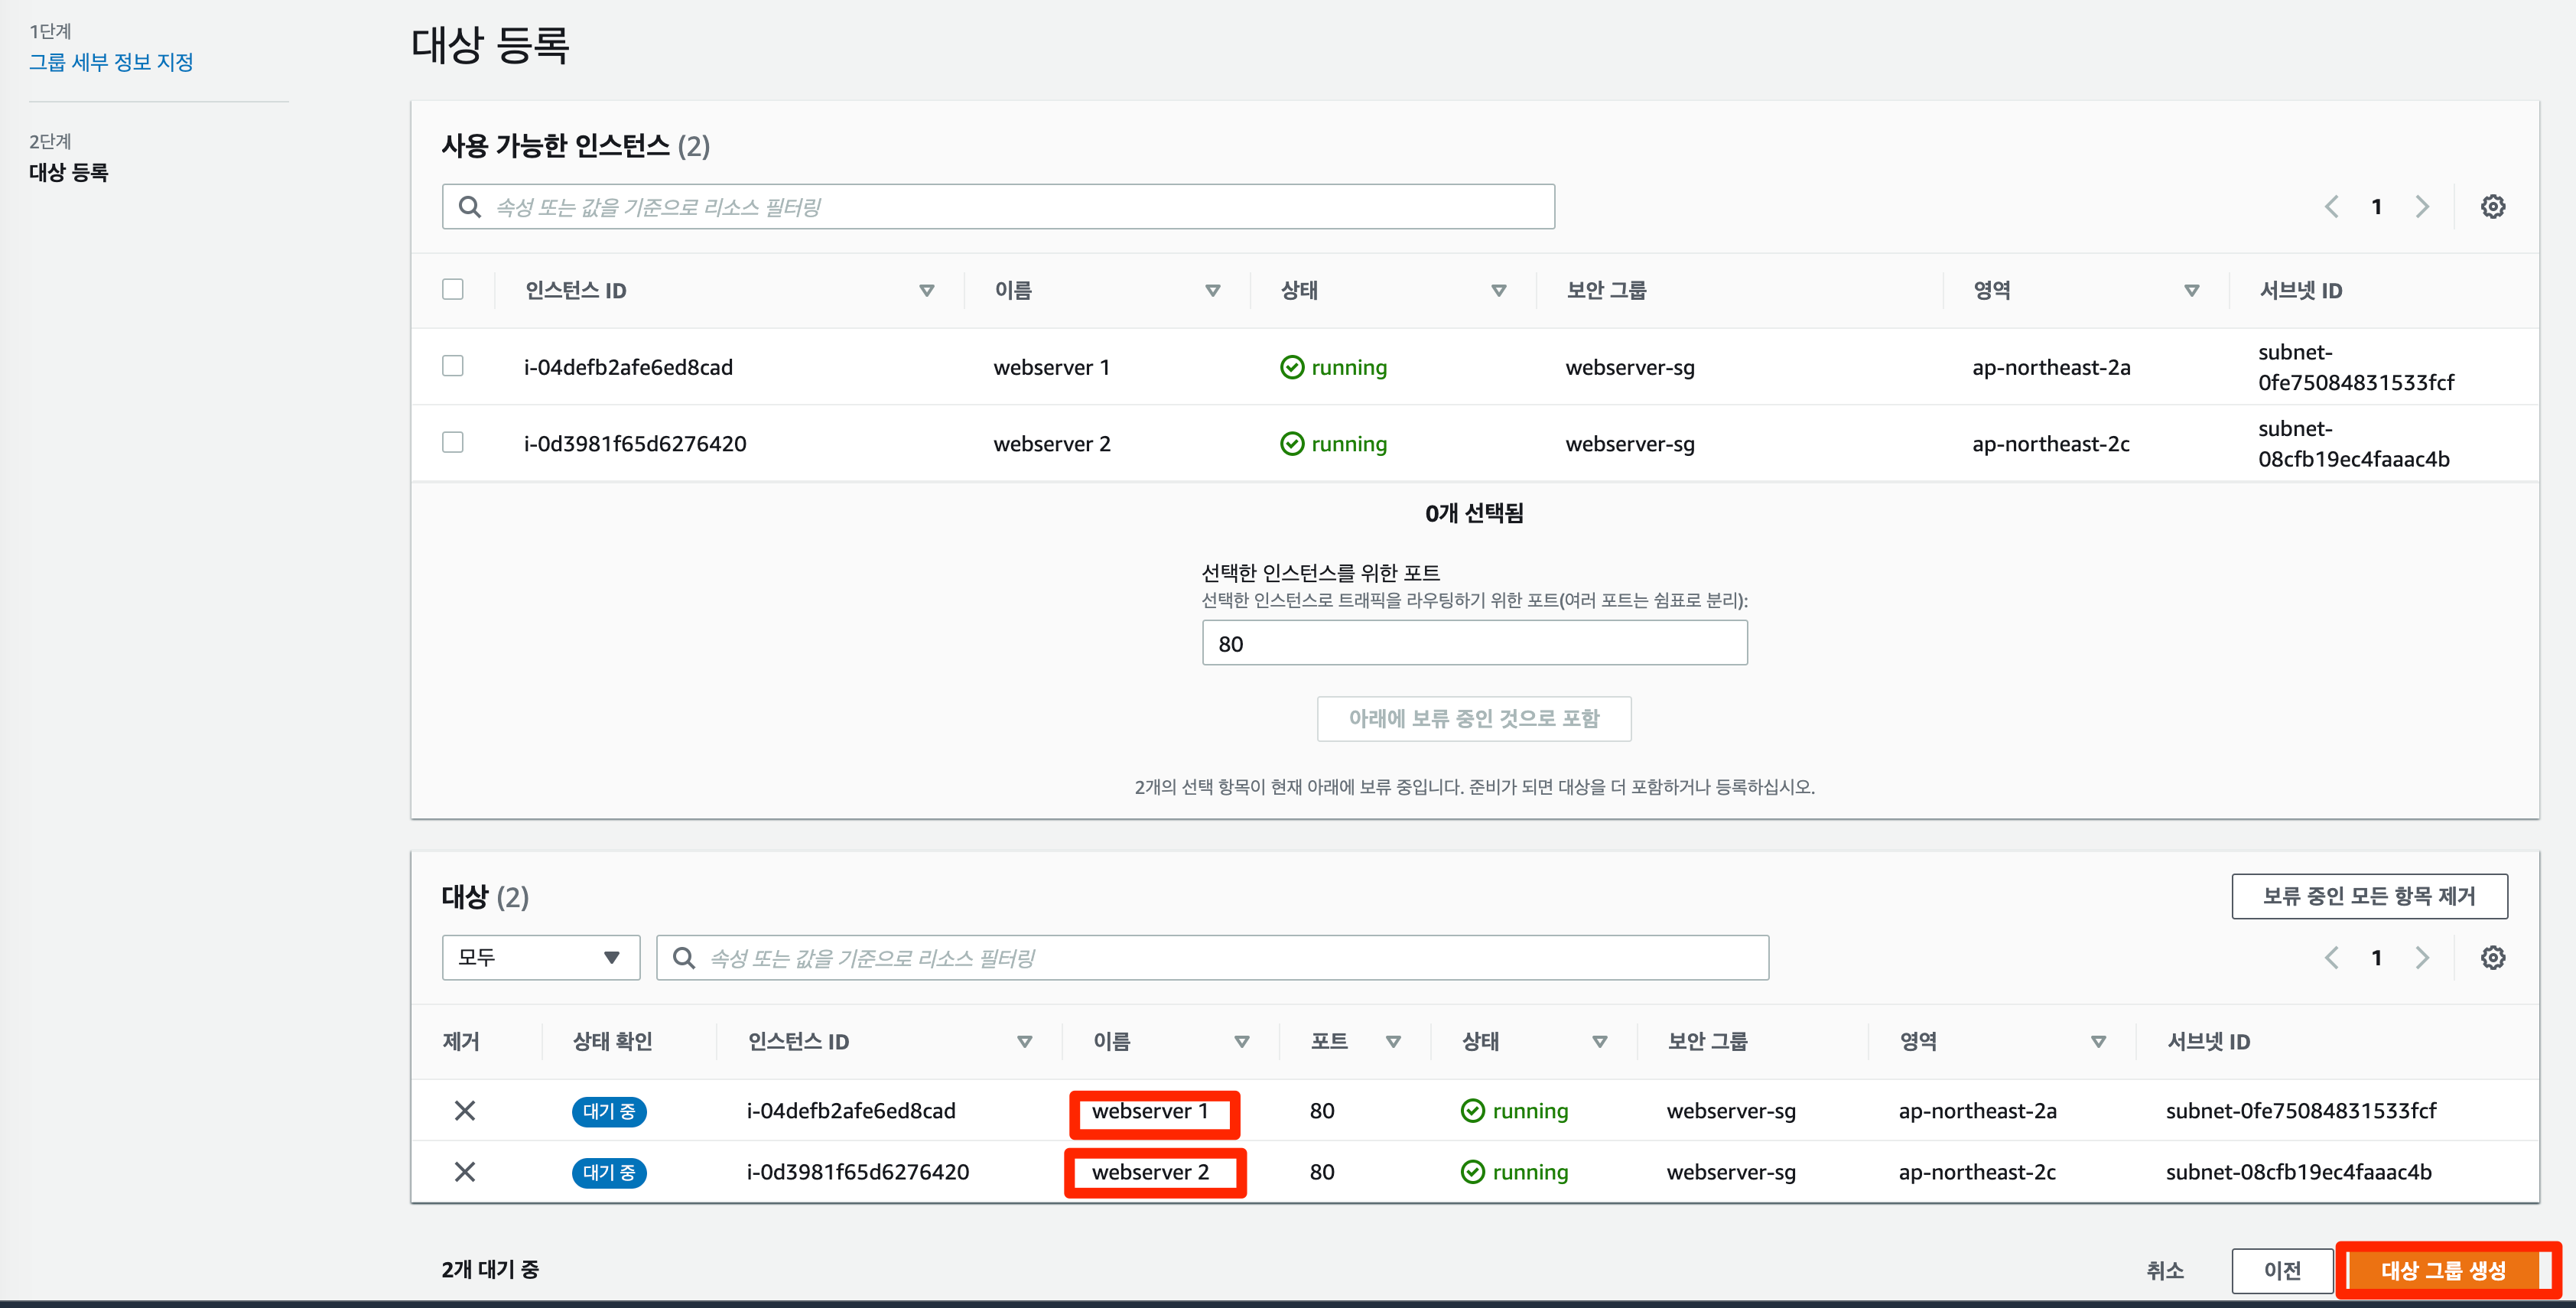 1단계
그룹 세부 정보 지정
2단계
대상 등록
대상 등록
사용 가능한 인스턴스 (2)
속성 또는 값을 기준으로 리소스 필터링
1
인스턴스 ID 이름 상태 보안 그룹 영역 서브넷 ID
i-04defb2afe6ed8cad webserver 1 running webserver-sg ap-northeast-2a subnet-
0fe75084831533fcf
i-0d3981f65d6276420 webserver 2 running webserver-sg ap-northeast-2c subnet-
08cfb19ec4faaac4b
0개 선택됨
선택한 인스턴스를 위한 포트
선택한 인스턴스로 트래픽을 라우팅하기 위한 포트(여러 포트는 쉼표로 분리):
80
아래에 보류 중인 것으로 포함
2개의 선택 항목이 현재 아래에 보류 중입니다. 준비가 되면 대상을 더 포함하거나 등록하십시오.
대상 (2)
보류 중인 모든 항목 제거
모두 속성 또는 값을 기준으로 리소스 필터링 1
제거 상태 확인 인스턴스 ID 이름 포트 상태 보안 그룹 영역 서브넷 ID
대기 중 i-04defb2afe6ed8cad webserver 1 80 running webserver-sg ap-northeast-2a subnet-0fe75084831533fcf
대기 중 i-0d3981f65d6276420 webserver 2 80 running webserver-sg ap-northeast-2c subnet-08cfb19ec4faaac4b
2개 대기 중
취소 이전 대상 그룹 생성